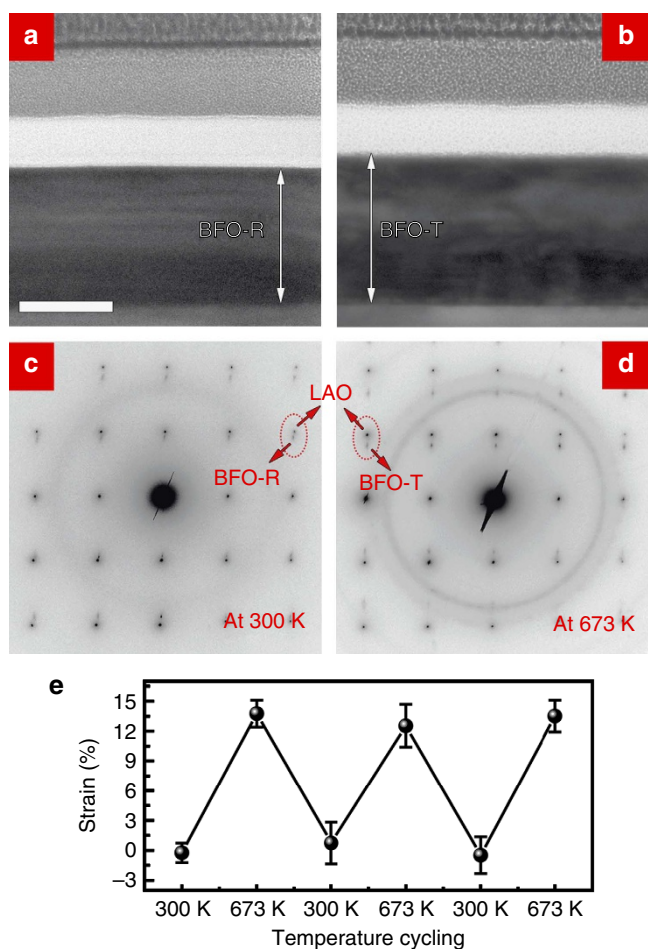 a
b
BFO-R
BFO-T
c
d
LAO
BFO-R
BFO-T
At 300 K
At 673 K
e
15
12
9
6
3
0
–3
Strain (%)
300 K 673 K 300 K 673 K 300 K 673 K
Temperature cycling